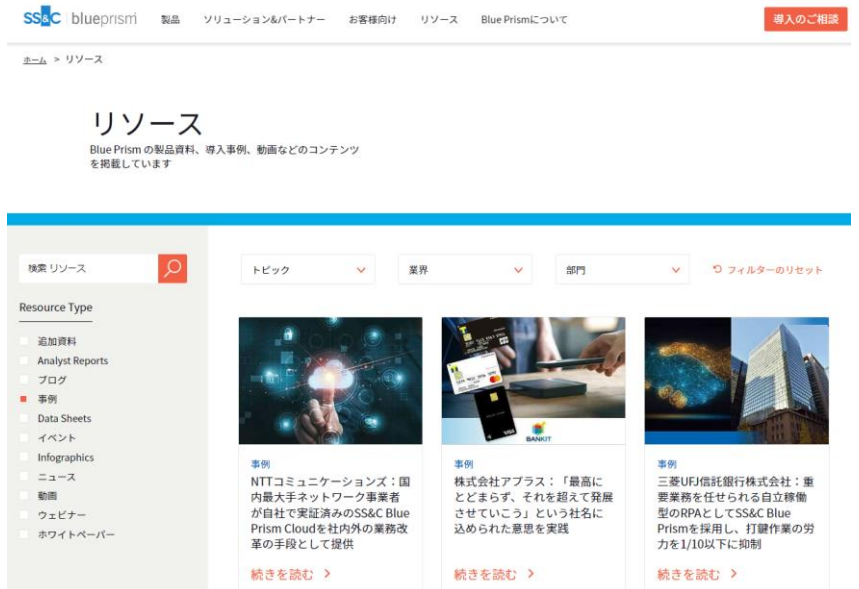 SS&C | blueprism 製品 ソリューション&パートナー お客様向け リソース Blue Prismについて 導入のご相談
ホーム > リソース
リソース
Blue Prism の製品資料、導入事例、動画などのコンテンツ
を掲載しています
検索 リソース
トピック 業界 部門 フィルターのリセット
Resource Type
追加資料
Analyst Reports
ブログ
事例
Data Sheets
イベント
Infographics
ニュース
動画
ウェビナー
ホワイトペーパー
BANKIT
VISA
事例
NTTコミュニケーションズ：国
内最大手ネットワーク事業者
が自社で実証済みのSS&C Blue
Prism Cloudを社内外の業務改
革の手段として提供
続きを読む >
事例
株式会社アプラス：「最高に
とどまらず、それを超えて発展
させていこう」という社名に
込められた意思を実践
続きを読む >
事例
三菱UFJ信託銀行株式会社：重
要業務を任せられる自立稼働
型のRPAとしてSS&C Blue
Prismを採用し、打鍵作業の労
力を1/10以下に抑制
続きを読む >